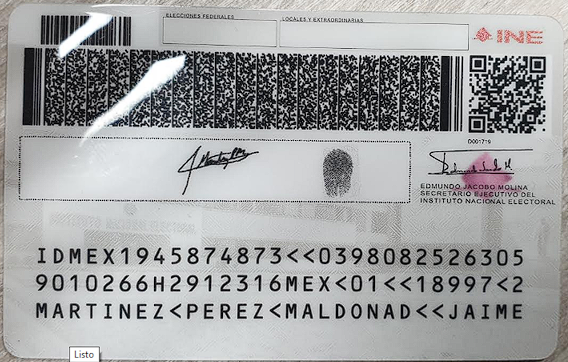 ELECCIONES FEDERALES
LOCALES Y EXTRAORDINARIAS
INE
D001719
EDMUNDO JACOBO MOLINA
SECRETARIO EJECUTIVO DEL
INSTITUTO NACIONAL ELECTORAL
IDMEX1945874873<<0398082526305
9010266H2912316MEX<01<<18997<2
MARTINEZ<PEREZ<MALDONAD<<JAIME
Listo